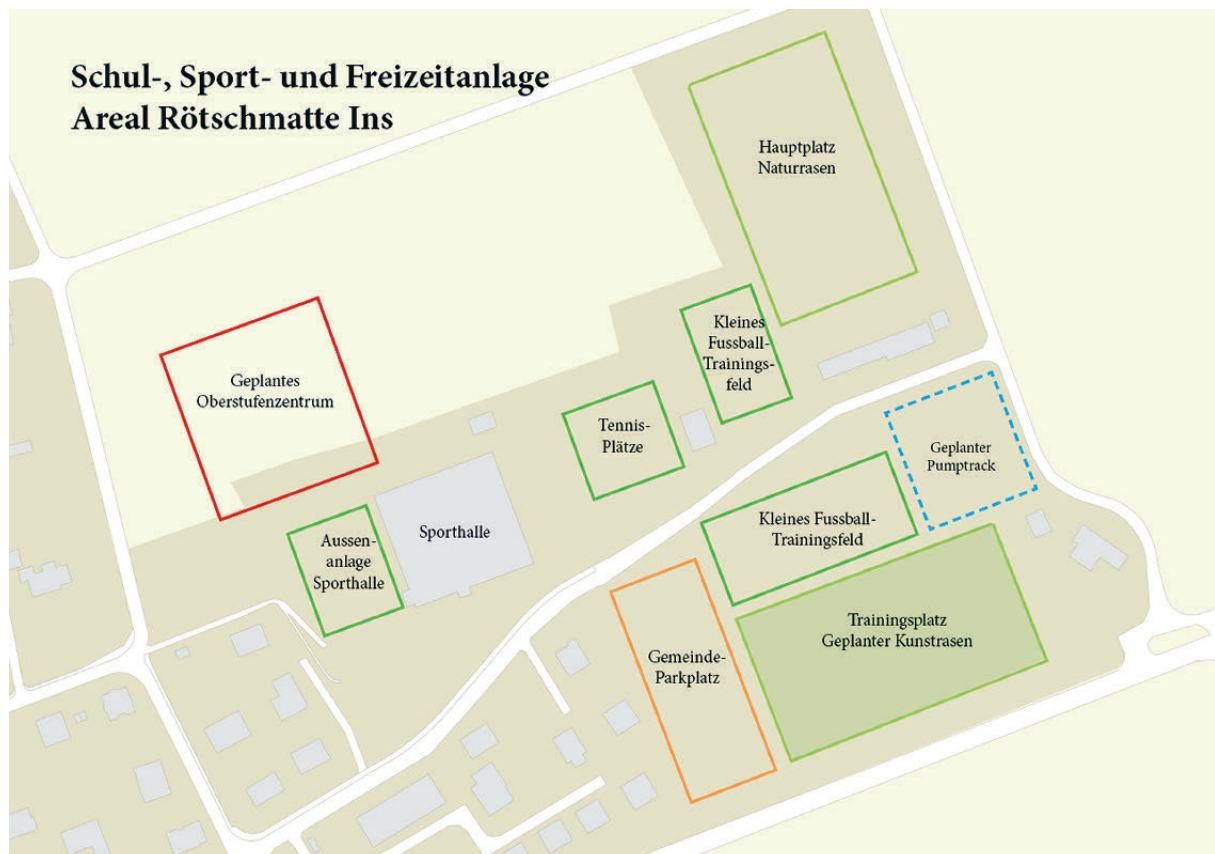 Schul-, Sport- und Freizeitanlage
Areal Rötschmatte Ins
Hauptplatz
Naturrasen
Kleines
Fussball-
Trainings-
feld
Geplantes
Oberstufenzentrum
Tennis-
Plätze
Geplanter
Pumptrack
Kleines Fussball-
Trainingsfeld
Sporthalle
Aussen-
anlage
Sporthalle
Trainingsplatz
Geplanter Kunstrasen
Gemeinde-
Parkplatz